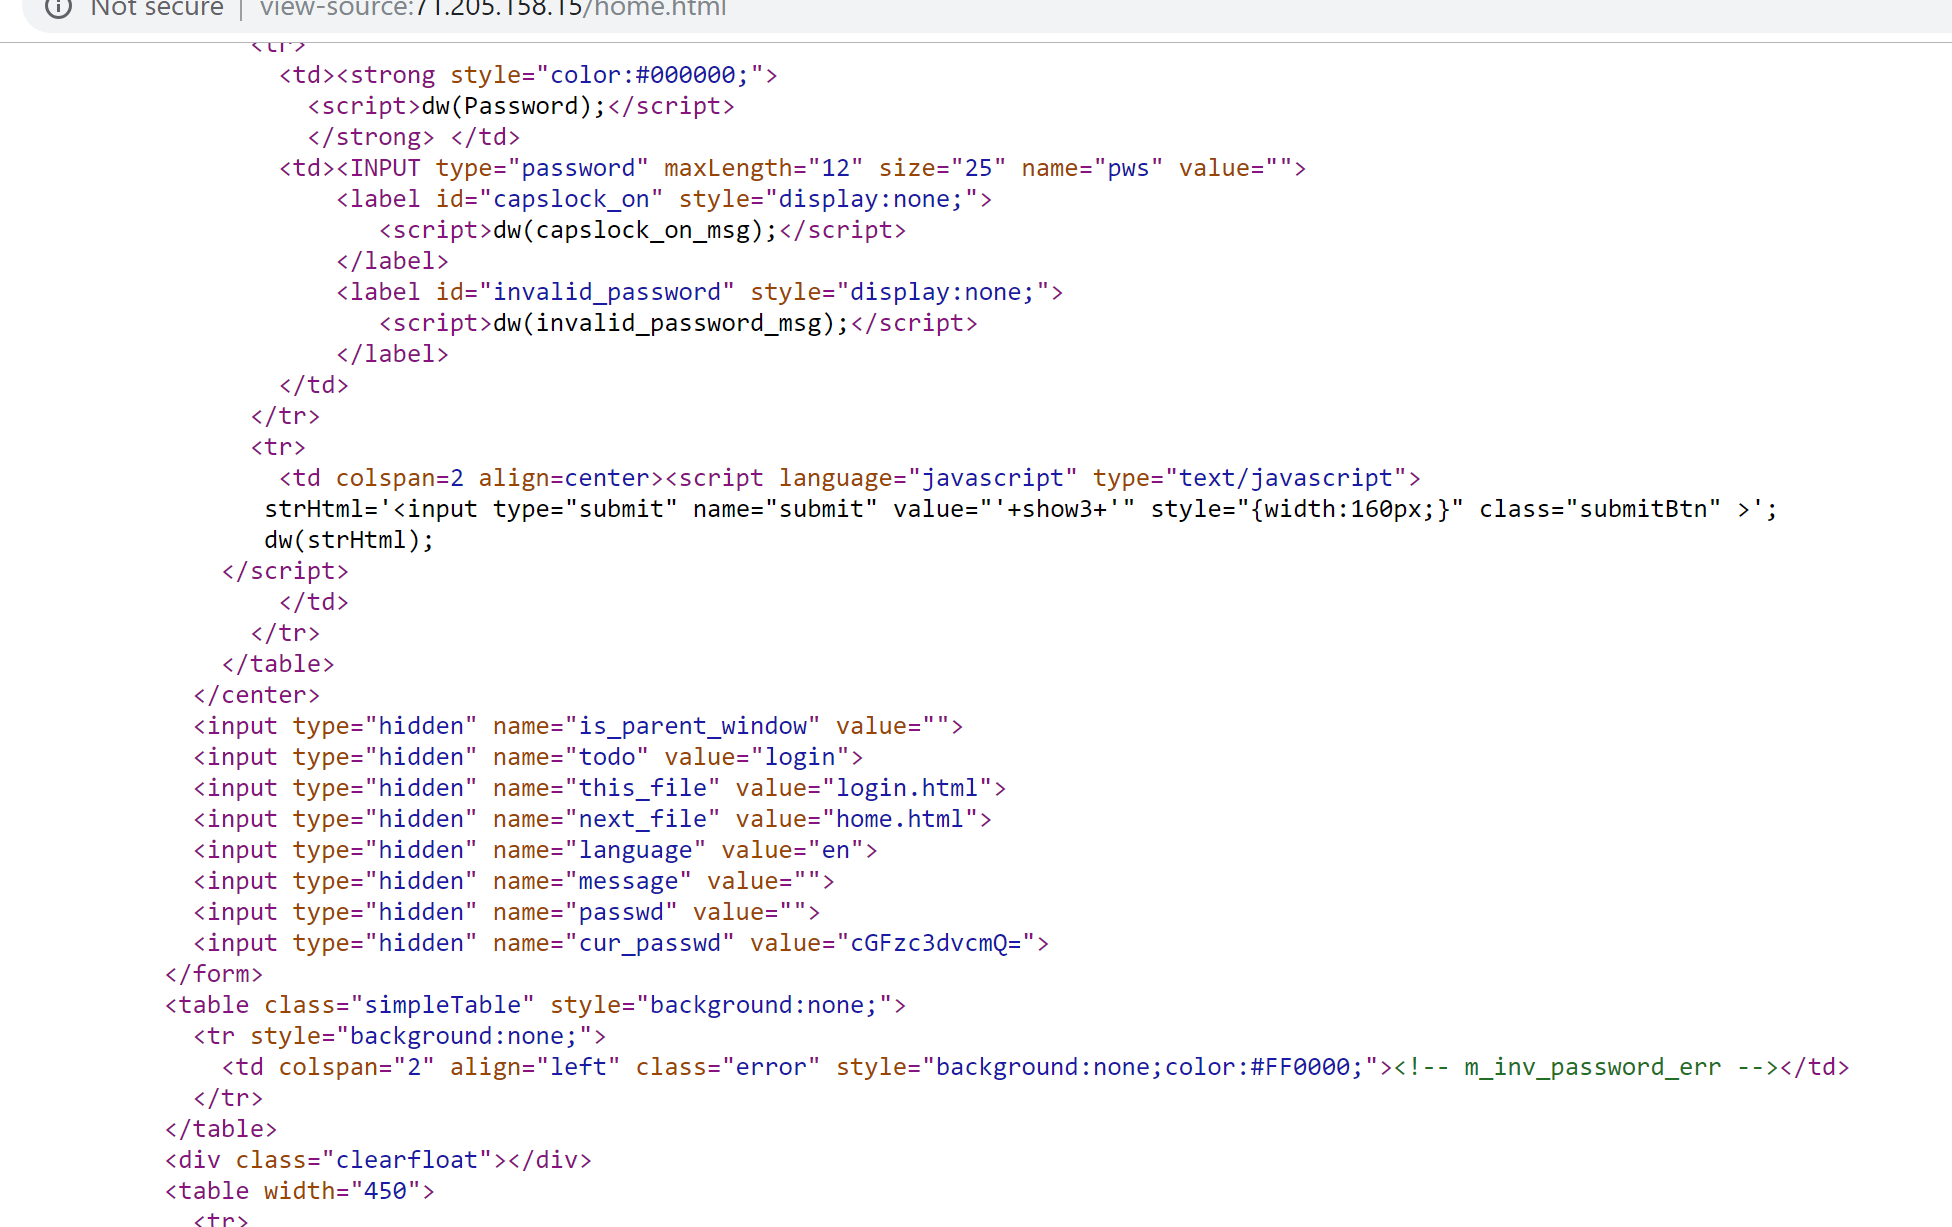 Not secure | view-source:71.205.158.15/home.html
<tr>
<td><strong style="color:#000000;">
<script>dw(Password);</script>
</strong> </td>
<td><INPUT type="password" maxLength="12" size="25" name="pws" value="">
<label id="capslock_on" style="display:none;">
<script>dw(capslock_on_msg);</script>
</label>
<label id="invalid_password" style="display:none;">
<script>dw(invalid_password_msg);</script>
</label>
</td>
</tr>
<tr>
<td colspan=2 align=center><script language="javascript" type="text/javascript">
strHtml='<input type="submit" name="submit" value="'+show3+'" style="{width:160px;}" class="submitBtn" >';
dw(strHtml);
</script>
</td>
</tr>
</table>
</center>
<input type="hidden" name="is_parent_window" value="">
<input type="hidden" name="todo" value="login">
<input type="hidden" name="this_file" value="login.html">
<input type="hidden" name="next_file" value="home.html">
<input type="hidden" name="language" value="en">
<input type="hidden" name="message" value="">
<input type="hidden" name="passwd" value="">
<input type="hidden" name="cur_passwd" value="cGFzc3dvcmQ=">
</form>
<table class="simpleTable" style="background:none;">
<tr style="background:none;">
<td colspan="2" align="left" class="error" style="background:none;color:#FF0000;"><!-- m_inv_password_err --></td>
</tr>
</table>
<div class="clearfloat"></div>
<table width="450">
<tr>